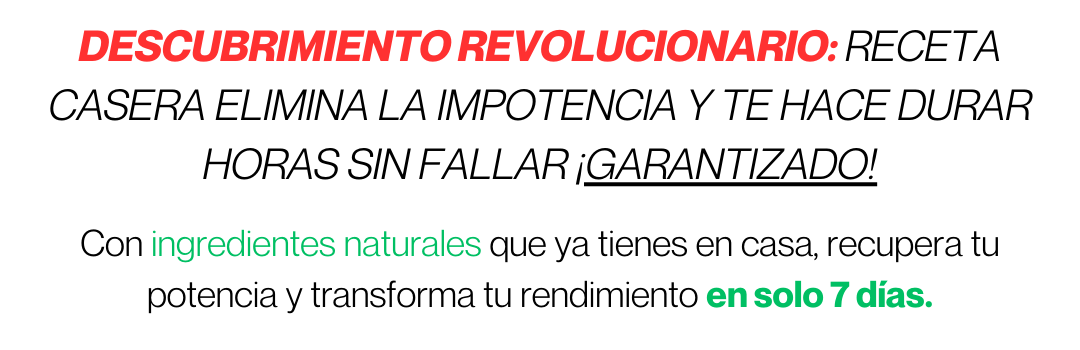 DESCUBRIMIENTO REVOLUCIONARIO: RECETA
CASERA ELIMINA LA IMPOTENCIA Y TE HACE DURAR
HORAS SIN FALLAR ¡GARANTIZADO!
Con ingredientes naturales que ya tienes en casa, recupera tu
potencia y transforma tu rendimiento en solo 7 días.